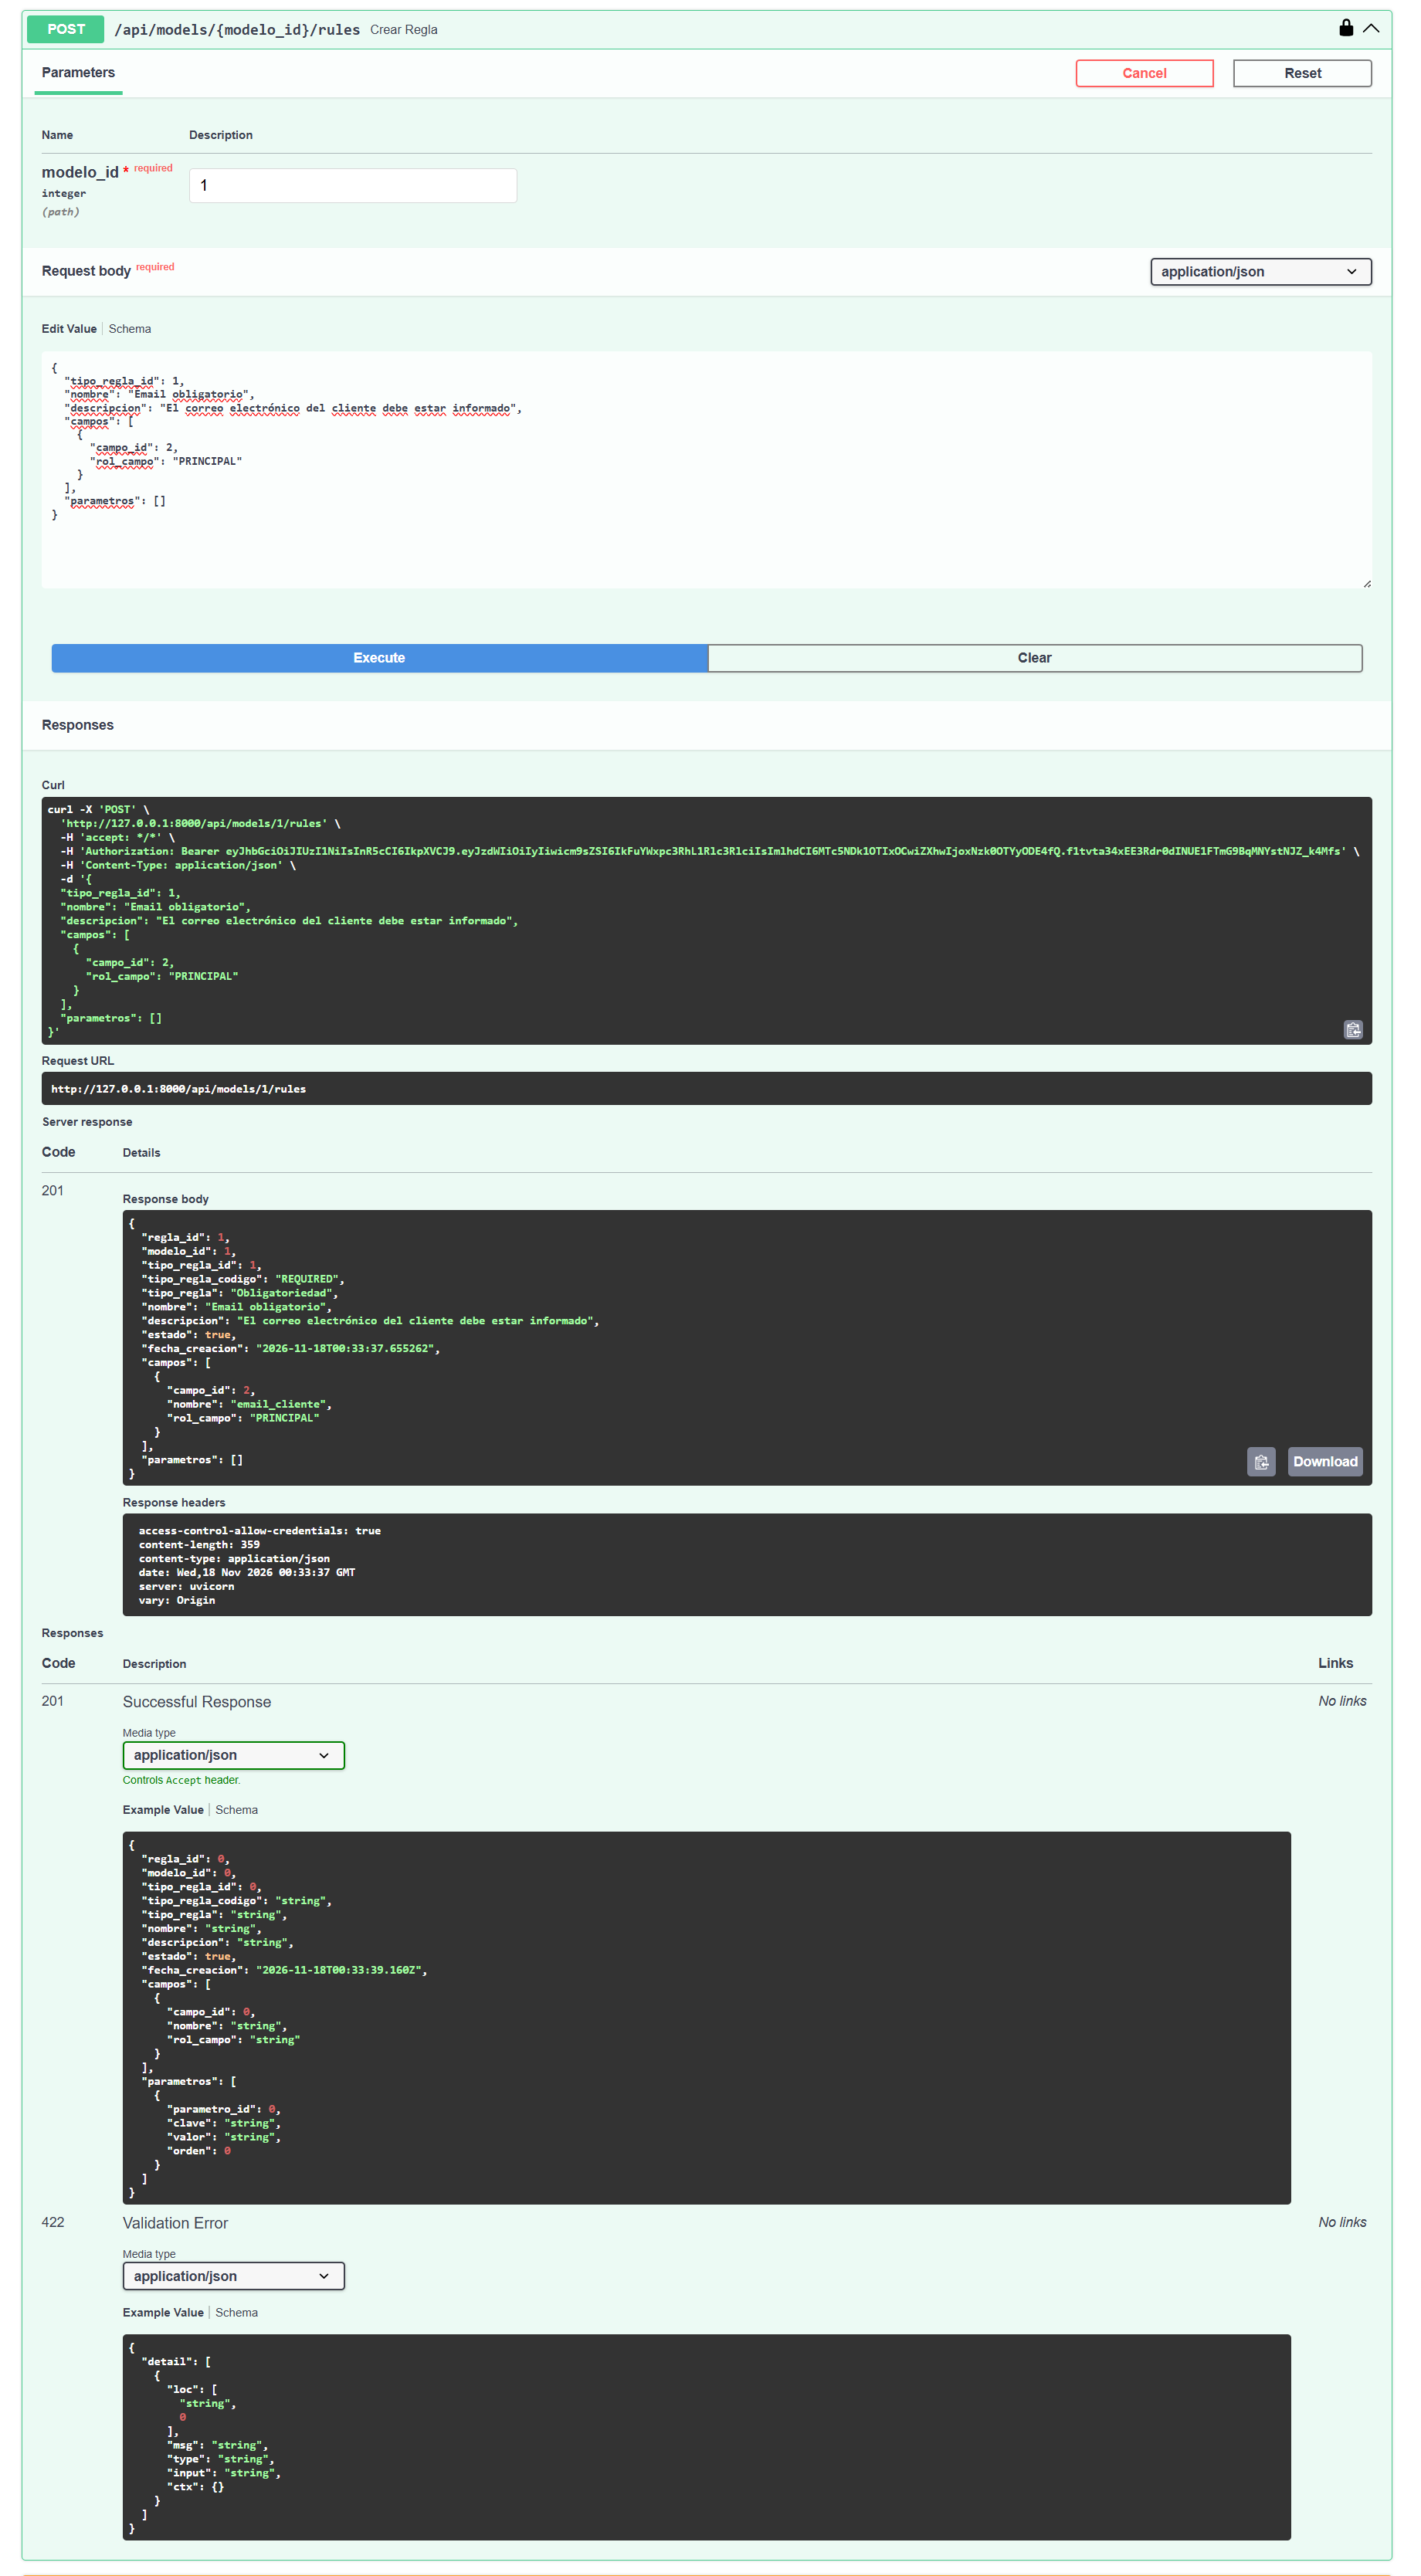 POST /api/models/{modelo_id}/rules Crear Regla
Parameters
Cancel
Reset
Name Description
modelo_id * required
integer
(path)
1
Request body required
application/json
Edit Value Schema
{
"tipo_regla_id": 1,
"nombre": "Email obligatorio",
"descripcion": "El correo electrónico del cliente debe estar informado",
"campos": [
{
"campo_id": 2,
"rol_campo": "PRINCIPAL"
}
],
"parametros": []
}
Execute
Clear
Responses
Curl
curl -X 'POST' \
'http://127.0.0.1:8000/api/models/1/rules' \
-H 'accept: */*' \
-H 'Authorization: Bearer \
-H 'Content-Type: application/json' \
-d '{
"tipo_regla_id": 1,
"nombre": "Email obligatorio",
"descripcion": "El correo electrónico del cliente debe estar informado",
"campos": [
{
"campo_id": 2,
"rol_campo": "PRINCIPAL"
}
],
"parametros": []
}'
Request URL
http://127.0.0.1:8000/api/models/1/rules
Server response
Code Details
201
Response body
{
"regla_id": 1,
"modelo_id": 1,
"tipo_regla_id": 1,
"tipo_regla_codigo": "REQUIRED",
"tipo_regla": "Obligatoriedad",
"nombre": "Email obligatorio",
"descripcion": "El correo electrónico del cliente debe estar informado",
"estado": true,
"fecha_creacion": "2026-11-18T00:33:37.655262",
"campos": [
{
"campo_id": 2,
"nombre": "email_cliente",
"rol_campo": "PRINCIPAL"
}
],
"parametros": []
}
Download
Response headers
access-control-allow-credentials: true
content-length: 359
content-type: application/json
date: Wed,18 Nov 2026 00:33:37 GMT
server: uvicorn
vary: Origin
Responses
Code Description Links
201 Successful Response No links
Media type
application/json
Controls Accept header.
Example Value Schema
{
"regla_id": 0,
"modelo_id": 0,
"tipo_regla_id": 0,
"tipo_regla_codigo": "string",
"tipo_regla": "string",
"nombre": "string",
"descripcion": "string",
"estado": true,
"fecha_creacion": "2026-11-18T00:33:39.160Z",
"campos": [
{
"campo_id": 0,
"nombre": "string",
"rol_campo": "string"
}
],
"parametros": [
{
"parametro_id": 0,
"clave": "string",
"valor": "string",
"orden": 0
}
]
}
422 Validation Error No links
Media type
application/json
Example Value Schema
{
"detail": [
{
"loc": [
"string",
0
],
"msg": "string",
"type": "string",
"input": "string",
"ctx": {}
}
]
}